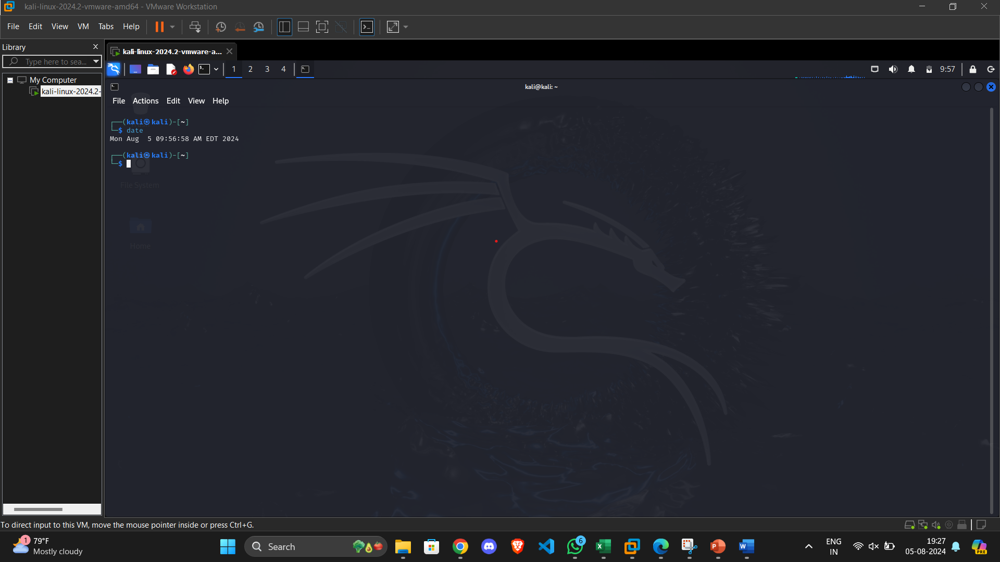 kali-linux-2024.2-vmware-amd64 - VMware Workstation
File Edit View VM Tabs Help
Library
Type here to sea...
My Computer
kali-linux-2024.2-
kali-linux-2024.2-vmware-a...
1 2 3 4
9:57
kali@kali: ~
File Actions Edit View Help
┌──(kali㉿kali)-[~]
└─$ date
Mon Aug  5 09:56:58 AM EDT 2024
┌──(kali㉿kali)-[~]
└─$
File System
Home
To direct input to this VM, move the mouse pointer inside or press Ctrl+G.
1
79°F
Mostly cloudy
Search
6
ENG
IN
19:27
05-08-2024
PRE